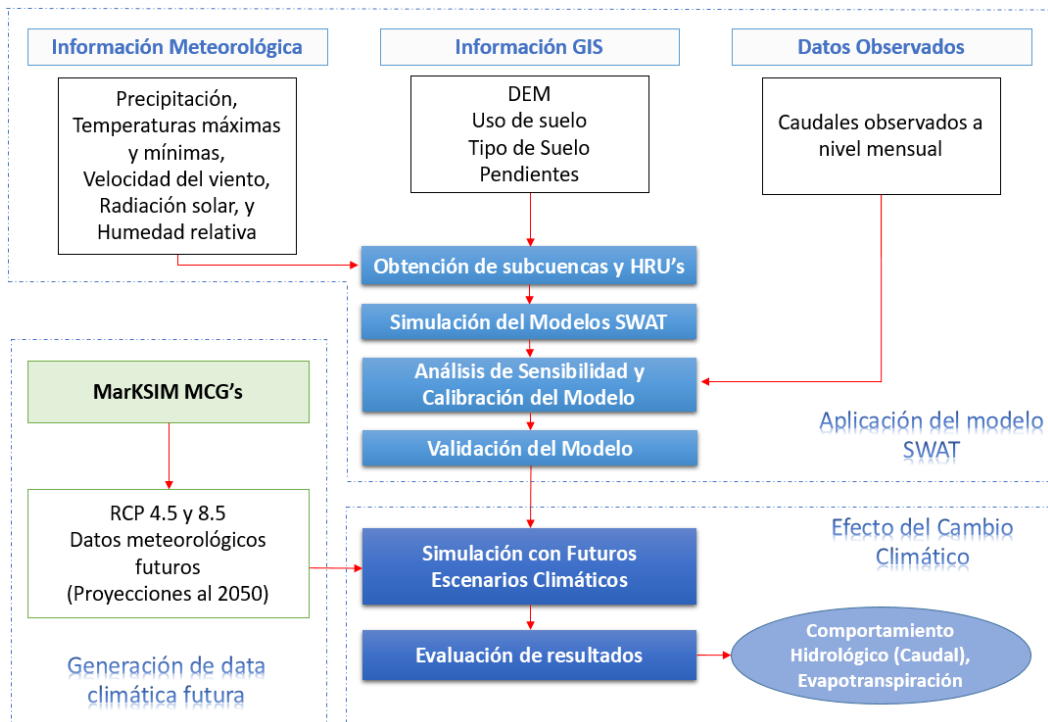 Información Meteorológica
Precipitación,
Temperaturas máximas
y mínimas,
Velocidad del viento,
Radiación solar, y
Humedad relativa
Información GIS
DEM
Uso de suelo
Tipo de Suelo
Pendientes
Datos Observados
Caudales observados a
nivel mensual
Obtención de subcuencas y HRU’s
Simulación del Modelos SWAT
Análisis de Sensibilidad y
Calibración del Modelo
Validación del Modelo
Aplicación del modelo
SWAT
MarKSIM MCG’s
RCP 4.5 y 8.5
Datos meteorológicos
futuros
(Proyecciones al 2050)
Generación de data
climática futura
Efecto del Cambio
Climático
Simulación con Futuros
Escenarios Climáticos
Evaluación de resultados
Comportamiento
Hidrológico (Caudal),
Evapotranspiración